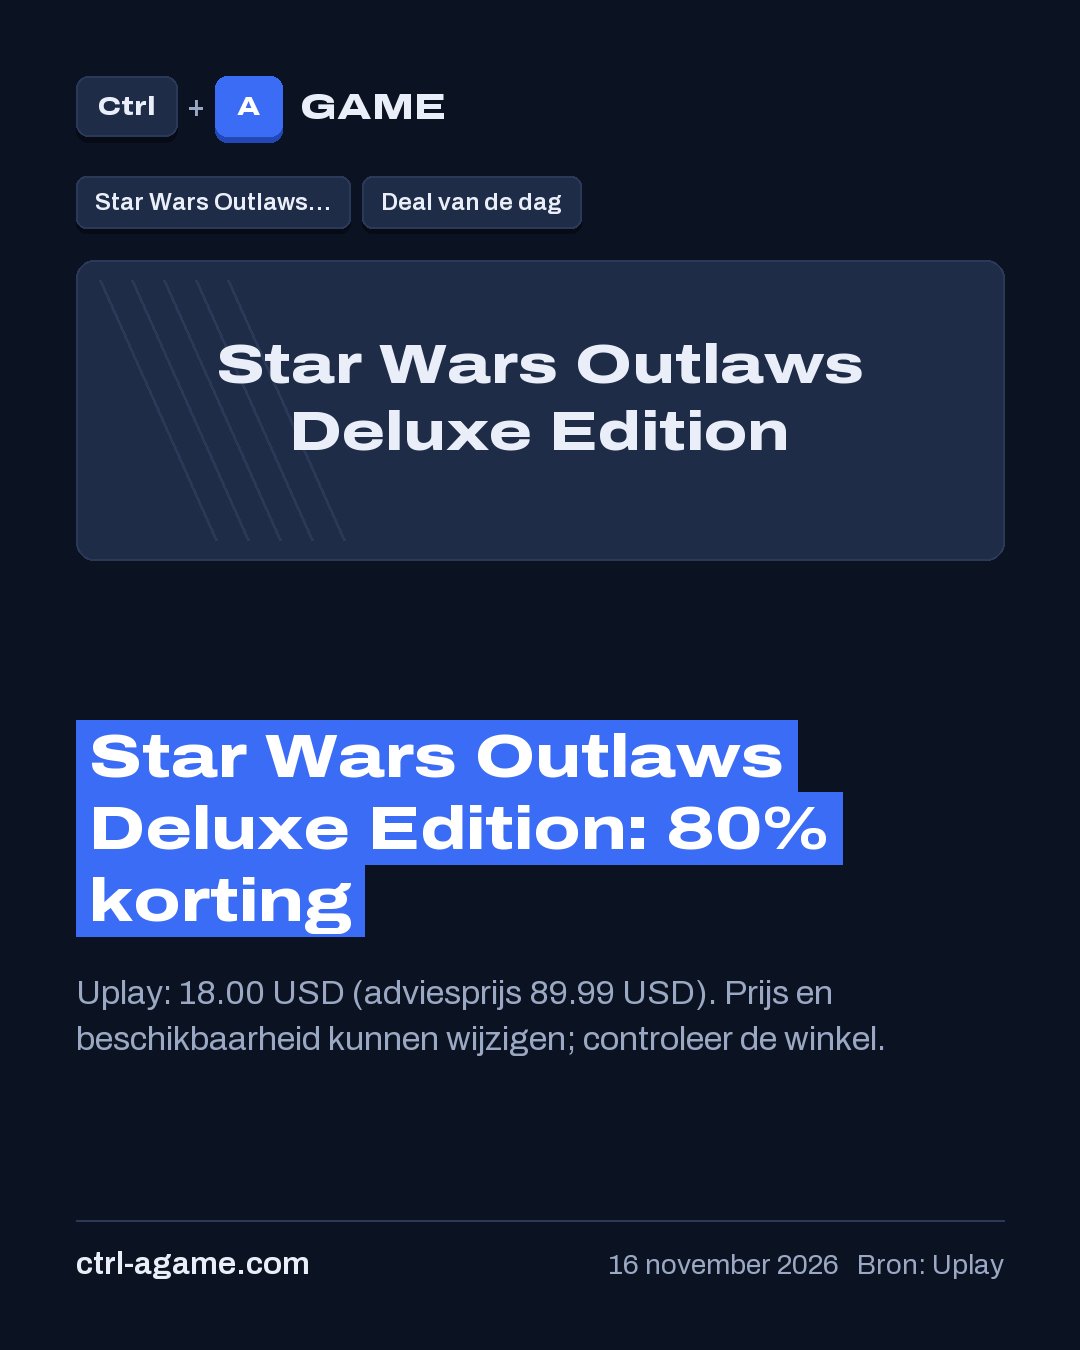 Ctrl + A GAME
Star Wars Outlaws... Deal van de dag
Star Wars Outlaws
Deluxe Edition
Star Wars Outlaws
Deluxe Edition: 80%
korting
Uplay: 18.00 USD (adviesprijs 89.99 USD). Prijs en
beschikbaarheid kunnen wijzigen; controleer de winkel.
ctrl-agame.com 16 november 2026 Bron: Uplay